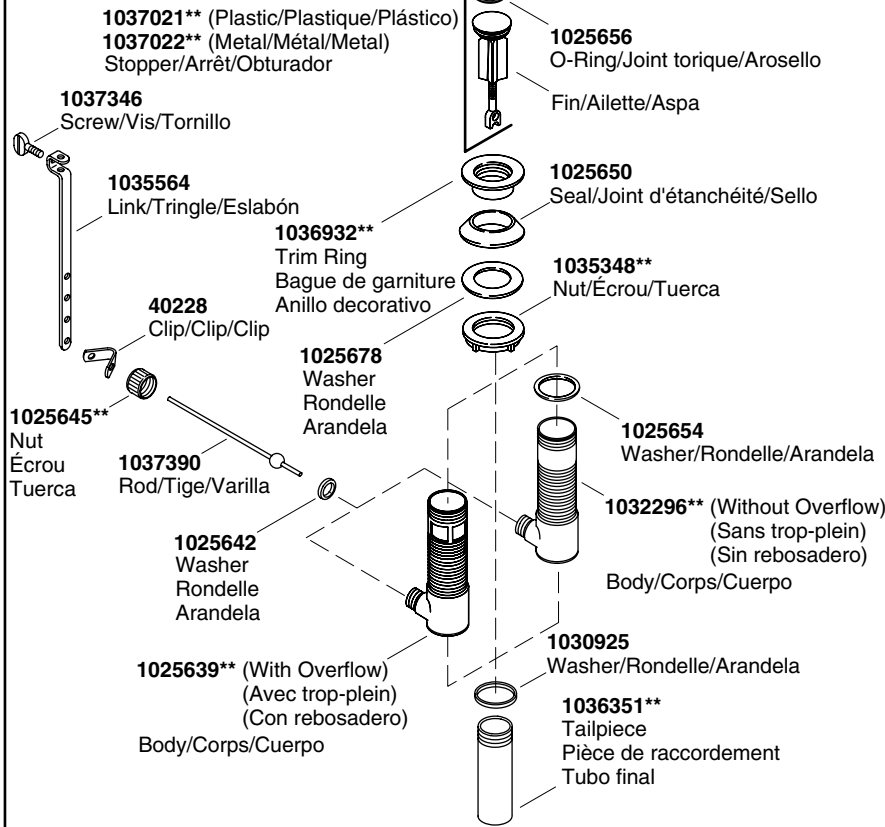 1037021** (Plastic/Plastique/Plástico)
1037022** (Metal/Métal/Metal)
Stopper/Arrêt/Obturador
1025656
O-Ring/Joint torique/Arosello
Fin/Ailette/Aspa
1037346
Screw/Vis/Tornillo
1035564
Link/Tringle/Eslabón
1025650
Seal/Joint d'étanchéité/Sello
1036932**
Trim Ring
Bague de garniture
Anillo decorativo
1035348**
Nut/Écrou/Tuerca
40228
Clip/Clip/Clip
1025678
Washer
Rondelle
Arandela
1025645**
Nut
Écrou
Tuerca
1037390
Rod/Tige/Varilla
1025654
Washer/Rondelle/Arandela
1032296** (Without Overflow)
(Sans trop-plein)
(Sin rebosadero)
Body/Corps/Cuerpo
1025642
Washer
Rondelle
Arandela
1025639** (With Overflow)
(Avec trop-plein)
(Con rebosadero)
Body/Corps/Cuerpo
1030925
Washer/Rondelle/Arandela
1036351**
Tailpiece
Pièce de raccordement
Tubo final